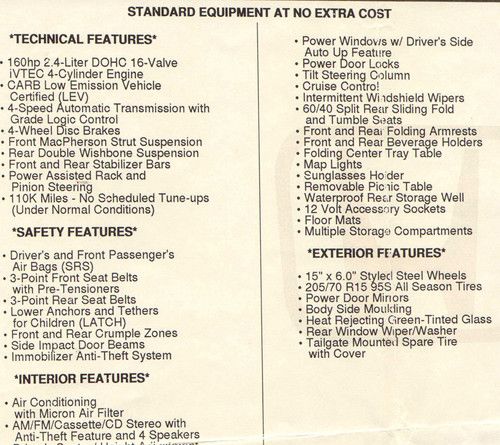 STANDARD EQUIPMENT AT NO EXTRA COST
*TECHNICAL FEATURES*
• 160hp 2.4-Liter DOHC 16-Valve
iVTEC 4-Cylinder Engine
• CARB Low Emission Vehicle
Certified (LEV)
• 4-Speed Automatic Transmission with
Grade Logic Control
• 4-Wheel Disc Brakes
• Front MacPherson Strut Suspension
• Rear Double Wishbone Suspension
• Front and Rear Stabilizer Bars
• Power Assisted Rack and
Pinion Steering
• 110K Miles - No Scheduled Tune-ups
(Under Normal Conditions)
*SAFETY FEATURES*
• Driver's and Front Passenger's
Air Bags (SRS)
• 3-Point Front Seat Belts
with Pre-Tensioners
• 3-Point Rear Seat Belts
• Lower Anchors and Tethers
for Children (LATCH)
• Front and Rear Crumple Zones
• Side Impact Door Beams
• Immobilizer Anti-Theft System
*INTERIOR FEATURES*
• Air Conditioning
with Micron Air Filter
• AM/FM/Cassette/CD Stereo with
Anti-Theft Feature and 4 Speakers
• Power Windows w/ Driver's Side
Auto Up Feature
• Power Door Locks
• Tilt Steering Column
• Cruise Control
• Intermittent Windshield Wipers
• 60/40 Split Rear Sliding Fold
and Tumble Seats
• Front and Rear Folding Armrests
• Front and Rear Beverage Holders
• Folding Center Tray Table
• Map Lights
• Sunglasses Holder
• Removable Picnic Table
• Waterproof Rear Storage Well
• 12 Volt Accessory Sockets
• Floor Mats
• Multiple Storage Compartments
*EXTERIOR FEATURES*
• 15" x 6.0" Styled Steel Wheels
• 205/70 R15 95S All Season Tires
• Power Door Mirrors
• Body Side Moulding
• Heat Rejecting Green-Tinted Glass
• Rear Window Wiper/Washer
• Tailgate Mounted Spare Tire
with Cover